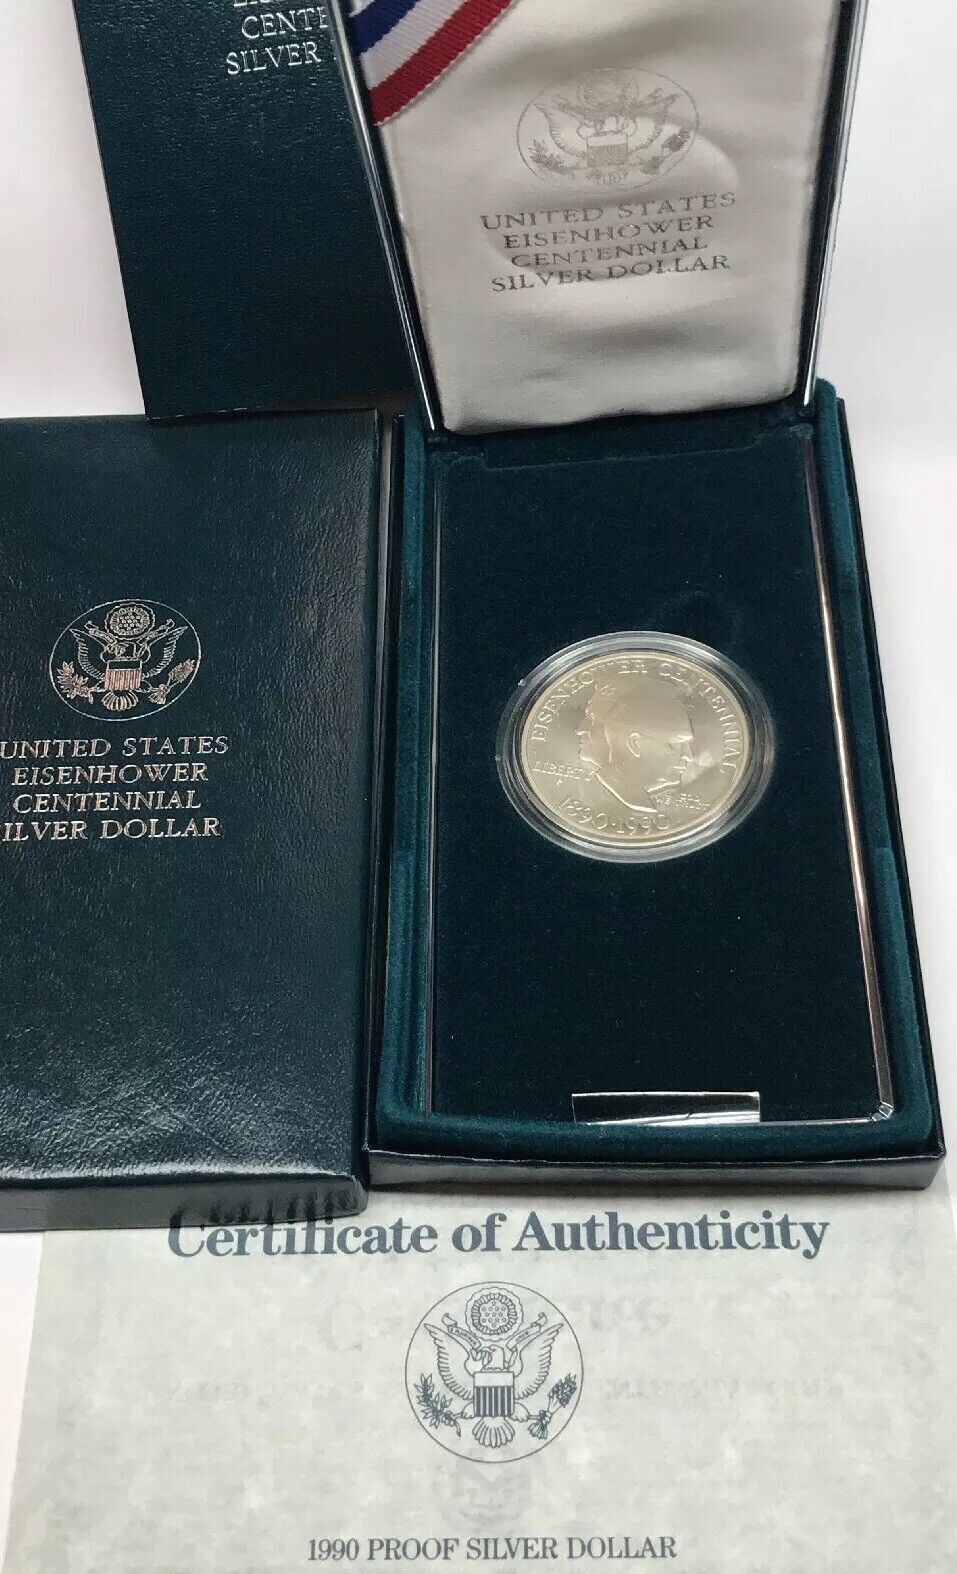 CENTE
SILVER
UNITED STATES
EISENHOWER
CENTENNIAL
SILVER DOLLAR
UNITED STATES
EISENHOWER
CENTENNIAL
ILVER DOLLAR
EISENHOWER CENTENNIAL
LIBERTY
1890·1990
Certificate of Authenticity
1990 PROOF SILVER DOLLAR